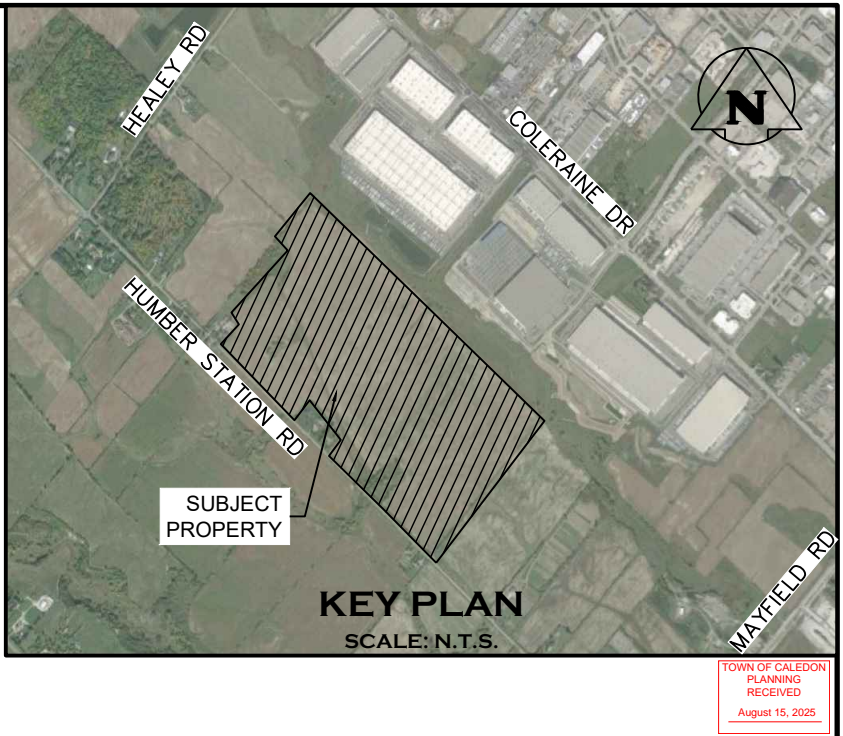 HEALEY RD
N
COLERAINE DR
HUMBER STATION RD
SUBJECT
PROPERTY
KEY PLAN
SCALE: N.T.S.
MAYFIELD RD
TOWN OF CALEDON
PLANNING
RECEIVED
August 15, 2025